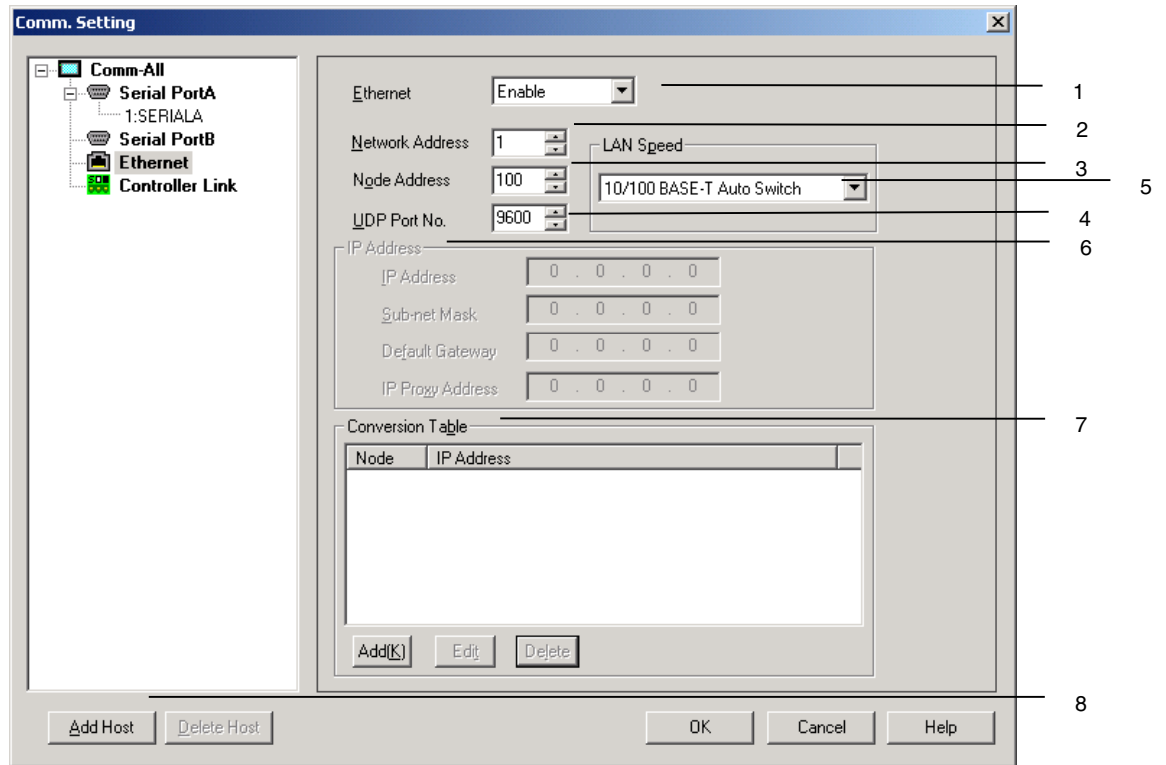 Comm. Setting
Comm-All
Serial PortA
1:SERIALA
Serial PortB
Ethernet
Controller Link
Ethernet Enable 1
Network Address 1 2
LAN Speed
Node Address 100 3
10/100 BASE-T Auto Switch 5
UDP Port No. 9600 4
IP Address 6
IP Address 0 . 0 . 0 . 0
Sub-net Mask 0 . 0 . 0 . 0
Default Gateway 0 . 0 . 0 . 0
IP Proxy Address 0 . 0 . 0 . 0
Conversion Table 7
Node IP Address
Add(K) Edit Delete
8
Add Host Delete Host OK Cancel Help